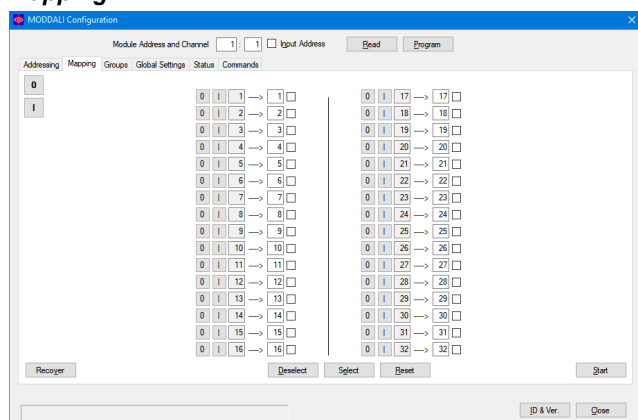 MODDALI Configuration
Module Address and Channel 1 : 1 Input Address Read Program
Addressing Mapping Groups Global Settings Status Commands
0
I
0 I 1 ----> 1 0 I 17 ----> 17
0 I 2 ----> 2 0 I 18 ----> 18
0 I 3 ----> 3 0 I 19 ----> 19
0 I 4 ----> 4 0 I 20 ----> 20
0 I 5 ----> 5 0 I 21 ----> 21
0 I 6 ----> 6 0 I 22 ----> 22
0 I 7 ----> 7 0 I 23 ----> 23
0 I 8 ----> 8 0 I 24 ----> 24
0 I 9 ----> 9 0 I 25 ----> 25
0 I 10 ----> 10 0 I 26 ----> 26
0 I 11 ----> 11 0 I 27 ----> 27
0 I 12 ----> 12 0 I 28 ----> 28
0 I 13 ----> 13 0 I 29 ----> 29
0 I 14 ----> 14 0 I 30 ----> 30
0 I 15 ----> 15 0 I 31 ----> 31
0 I 16 ----> 16 0 I 32 ----> 32
Recover Deselect Select Reset Start
ID & Ver. Close